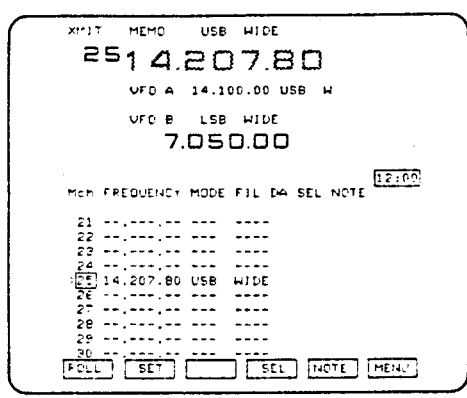 XMIT MEMO USB WIDE
25 14.207.80
VFO A 14.100.00 USB W
VFO B LSB WIDE
7.050.00
12:00
Mch FREQUENCY MODE FIL DA SEL NOTE
21 --.---.-- --- ----
22 --.---.-- --- ----
23 --.---.-- --- ----
24 --.---.-- --- ----
25 14.207.80 USB WIDE
26 --.---.-- --- ----
27 --.---.-- --- ----
28 --.---.-- --- ----
29 --.---.-- --- ----
30 --.---.-- --- ----
ROLL SET SEL NOTE MENU